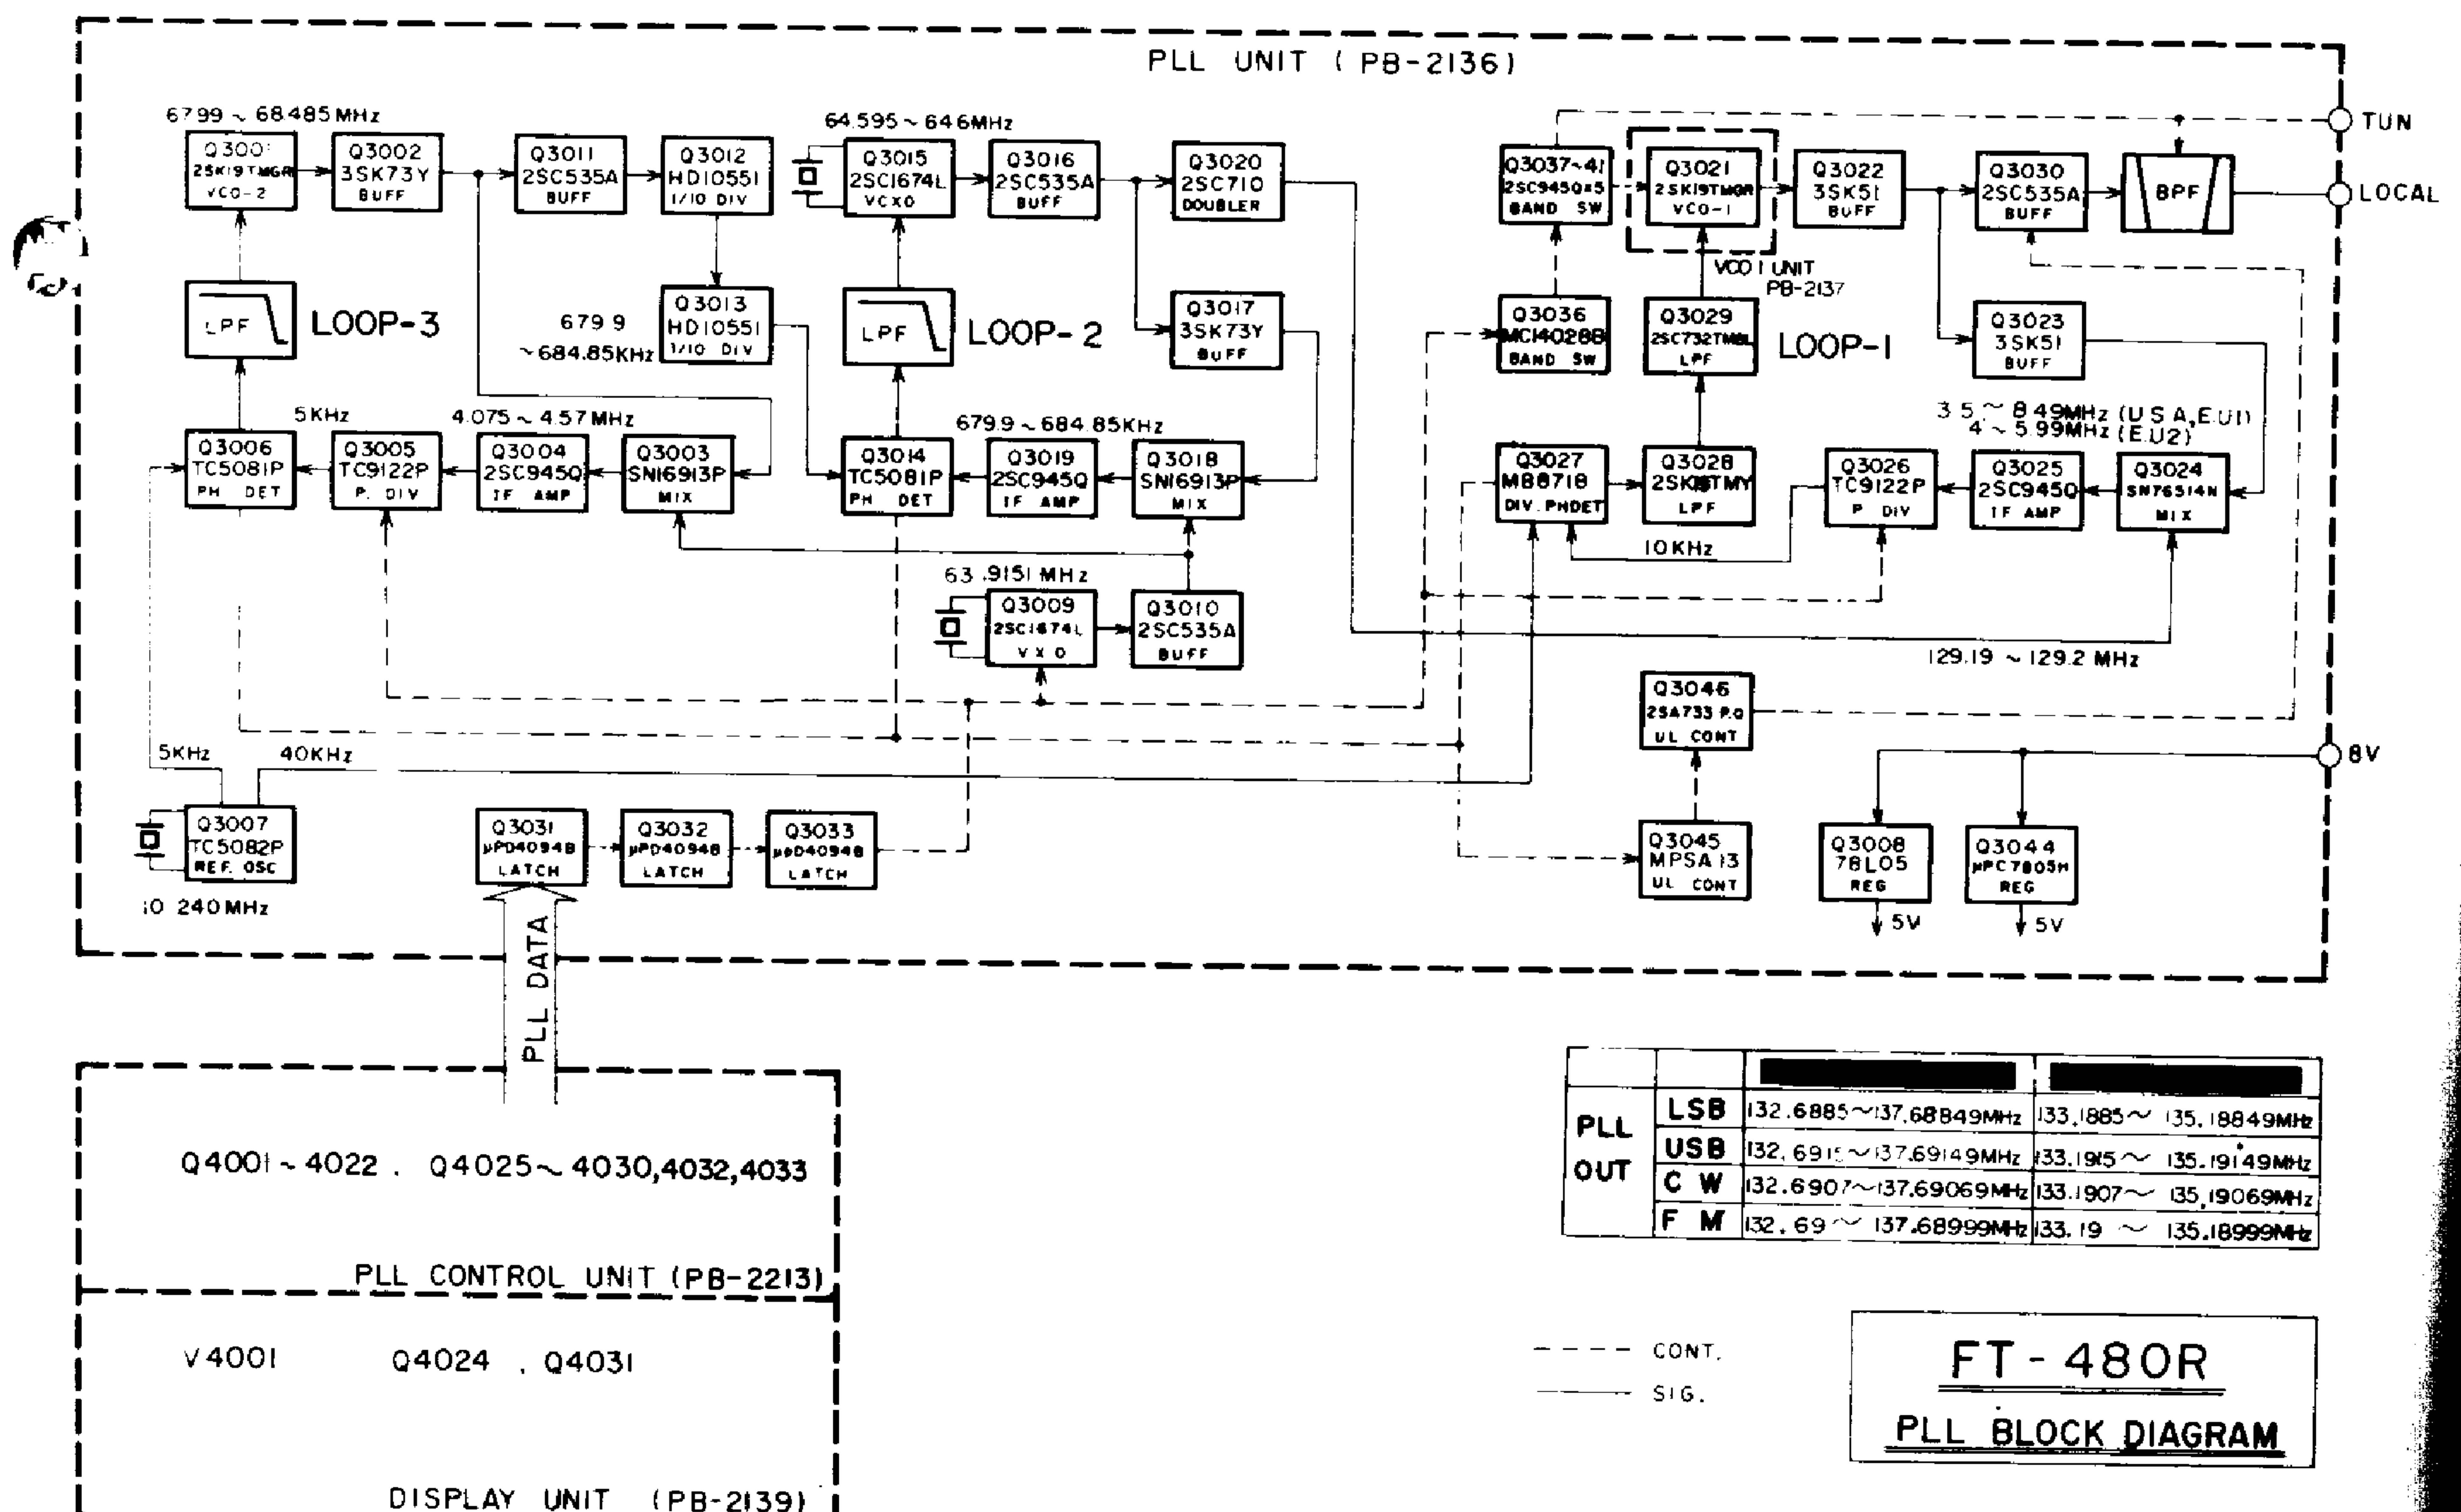 PLL UNIT ( PB-2136)
TUN
LOCAL
8V
67.99 ~ 68.485 MHz
Q3001
2SK19TMGR
VCO-2
Q3002
3SK73Y
BUFF
Q3011
2SC535A
BUFF
Q3012
HD10551
1/10 DIV
64.595 ~ 64.6MHz
Q3015
2SC1674L
VCXO
Q3016
2SC535A
BUFF
Q3020
2SC710
DOUBLER
Q3037~41
2SC945Q×5
BAND SW
Q3021
2SK19TMGR
VCO-1
VCO 1 UNIT
PB-2137
Q3022
3SK51
BUFF
Q3030
2SC535A
BUFF
BPF
LPF
LOOP-3
679.9
~684.85KHz
Q3013
HD10551
1/10 DIV
LPF
LOOP-2
Q3017
3SK73Y
BUFF
Q3036
MC14028B
BAND SW
Q3029
2SC732TMBL
LPF
LOOP-1
Q3023
3SK51
BUFF
5KHz
4.075 ~ 4.57 MHz
679.9 ~ 684.85KHz
3.5 ~ 8.49MHz (U.S.A, E.U1)
4 ~ 5.99MHz (E.U2)
Q3006
TC5081P
PH DET
Q3005
TC9122P
P. DIV
Q3004
2SC945Q
IF AMP
Q3003
SN16913P
MIX
Q3014
TC5081P
PH DET
Q3019
2SC945Q
IF AMP
Q3018
SN16913P
MIX
Q3027
MB8718
DIV. PHDET
Q3028
LPF
Q3026
TC9122P
P DIV
Q3025
2SC945Q
IF AMP
Q3024
SN76514N
MIX
10KHz
63.9151 MHz
Q3009
2SC1674L
VXO
Q3010
2SC535A
BUFF
129.19 ~ 129.2 MHz
Q3046
2SA733 P.Q
UL CONT
5KHz
40KHz
Q3007
TC5082P
REF. OSC
10.240MHz
Q3031
μPD4094B
LATCH
Q3032
μPD4094B
LATCH
Q3033
μPD4094B
LATCH
Q3045
MPSA13
UL CONT
Q3008
78L05
REG
5V
Q3044
μPC7805H
REG
5V
PLL DATA
Q4001~4022 . Q4025~4030,4032,4033
PLL CONTROL UNIT (PB-2213)
V4001 Q4024 . Q4031
DISPLAY UNIT (PB-2139)
PLL OUT
LSB 132.6885~137.68849MHz 133.1885~ 135.18849MHz
USB 132.6915~137.69149MHz 133.1915~ 135.19149MHz
C W 132.6907~137.69069MHz 133.1907~ 135.19069MHz
F M 132.69 ~ 137.68999MHz 133.19 ~ 135.18999MHz
CONT.
SIG.
FT-480R
PLL BLOCK DIAGRAM